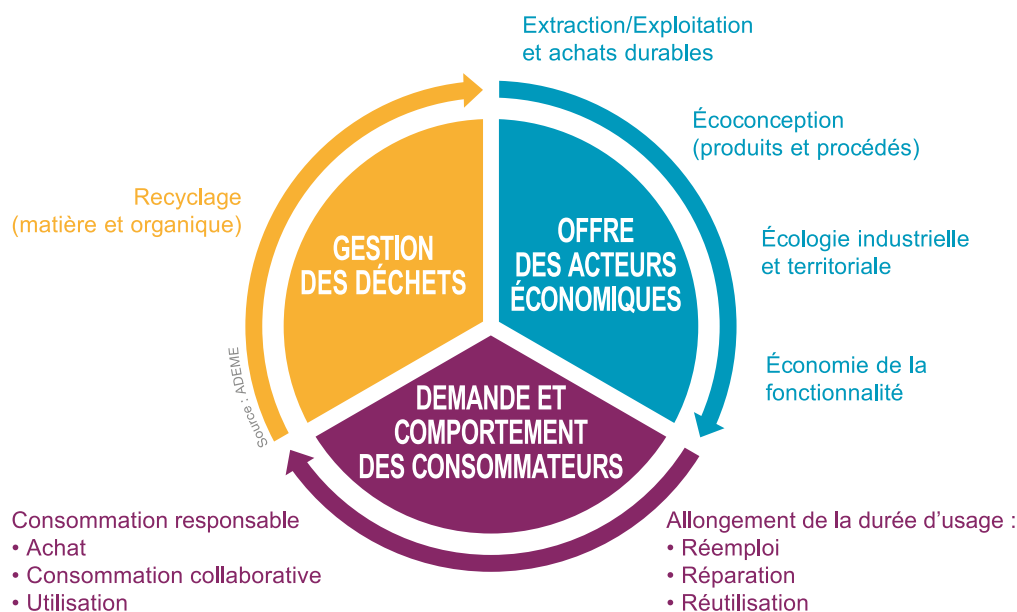 Extraction/Exploitation
et achats durables
Écoconception
(produits et procédés)
Écologie industrielle
et territoriale
Économie de la
fonctionnalité
OFFRE
DES ACTEURS
ÉCONOMIQUES
Allongement de la durée d’usage :
• Réemploi
• Réparation
• Réutilisation
DEMANDE ET
COMPORTEMENT
DES CONSOMMATEURS
Consommation responsable
• Achat
• Consommation collaborative
• Utilisation
Recyclage
(matière et organique)
GESTION
DES DÉCHETS
Source : ADEME